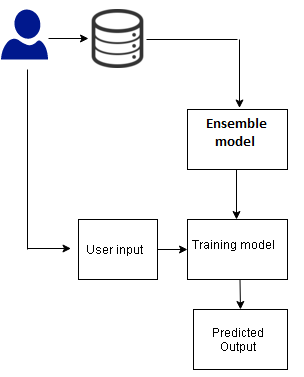 Ensemble
model
User input
Training model
Predicted
Output